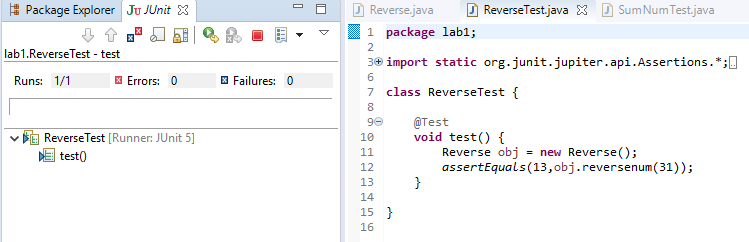 Package Explorer JUnit
lab1.ReverseTest - test
Runs: 1/1 Errors: 0 Failures: 0
ReverseTest [Runner: JUnit 5]
test()
Reverse.java ReverseTest.java SumNumTest.java
1 package lab1;
2
3 import static org.junit.jupiter.api.Assertions.*;
6
7 class ReverseTest {
8
9 @Test
10 void test() {
11 Reverse obj = new Reverse();
12 assertEquals(13,obj.reversenum(31));
13 }
14
15 }
16